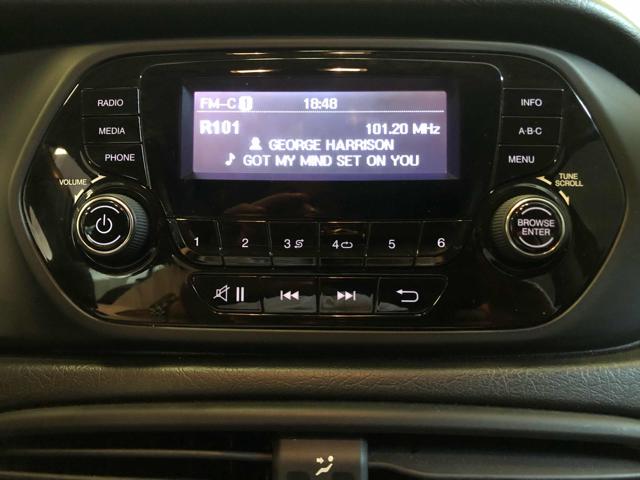 RADIO
MEDIA
PHONE
FM-C 1 18:48
R101 101.20 MHz
GEORGE HARRISON
GOT MY MIND SET ON YOU
INFO
A-B-C
MENU
VOLUME
TUNE
SCROLL
BROWSE
ENTER
1 2 3 4 5 6